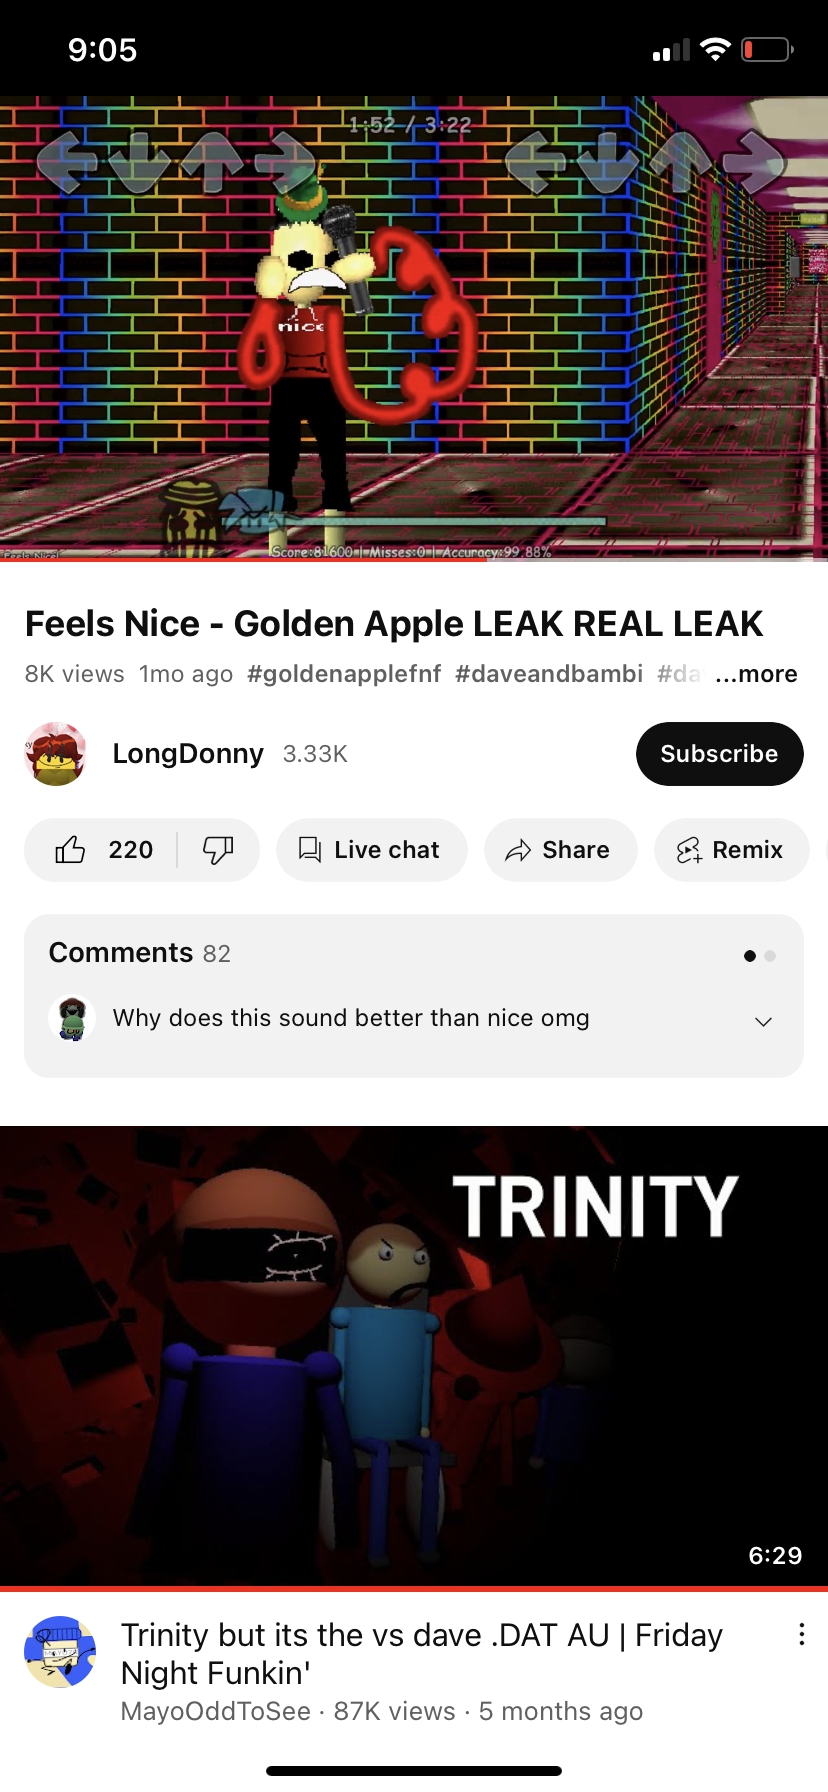 9:05
1:52 / 3:22
nice
Score:81600 | Misses:0 | Accuracy:99.88%
Feels Nice - Golden Apple LEAK REAL LEAK
8K views 1mo ago #goldenapplefnf #daveandbambi #da ...more
LongDonny 3.33K
Subscribe
220
Live chat
Share
Remix
Comments 82
Why does this sound better than nice omg
TRINITY
6:29
Trinity but its the vs dave .DAT AU | Friday
Night Funkin'
MayoOddToSee · 87K views · 5 months ago